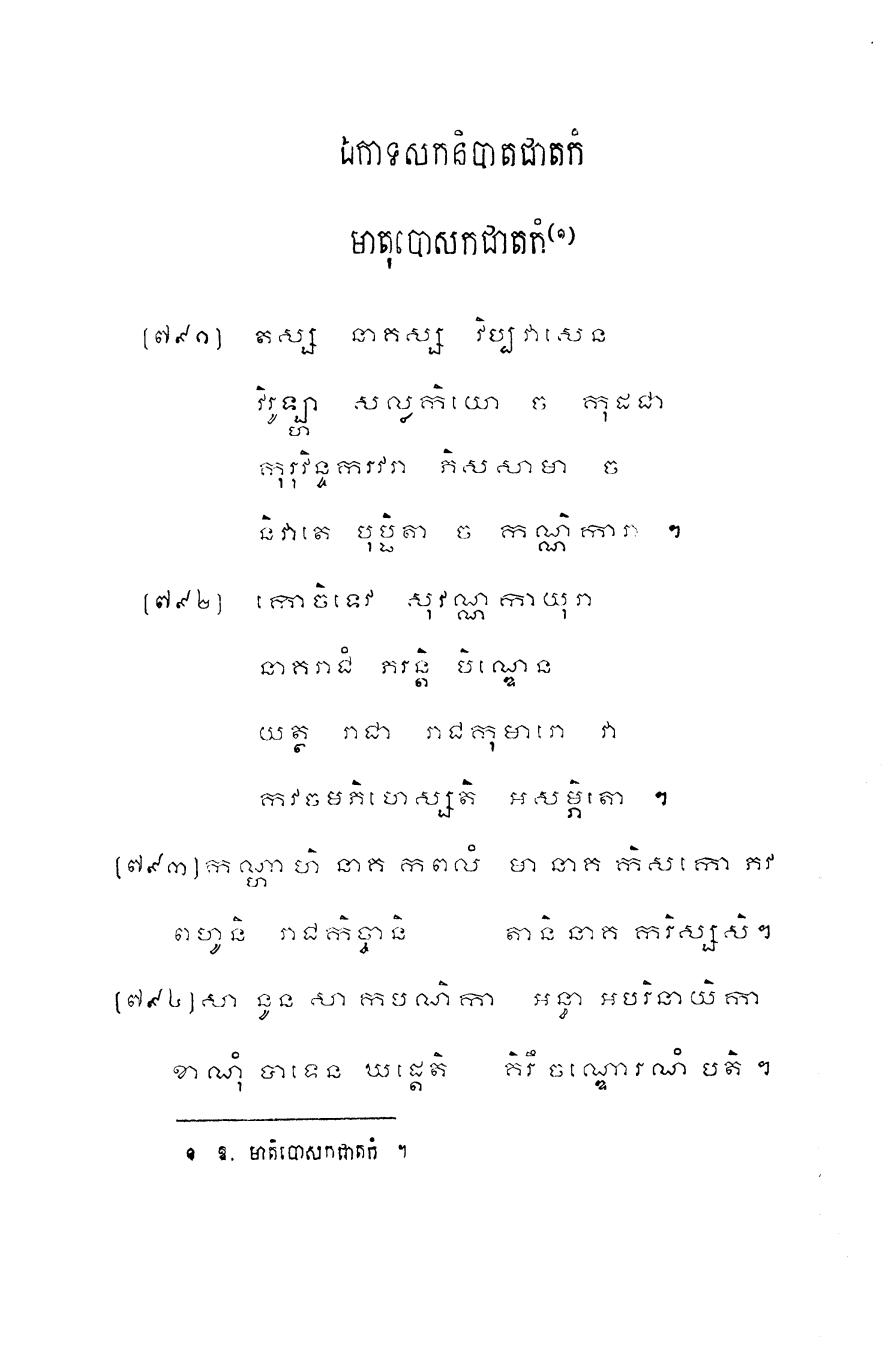 ឯកាទសកនិបាតជាតកំ
មាតុបោសកជាតកំ(១)
(៧៩១) តស្ស នាគស្ស វិប្បវាសេន
វិរូឡ្ហា សល្លកិយោ ច កុដជា
កុរុវិន្ទករវរា ភិសសាមា ច
និវាតេ បុប្ផិតា ច កណ្ណិការា ។
(៧៩២) កោចិទេវ សុវណ្ណកាយុរា
នាគរាជំ ភរន្តិ បិណ្ឌេន
យត្ថ រាជា រាជកុមារោ វា
កវចមភិហេស្សតិ អសម្ភិតោ ។
(៧៩៣) គណ្ហាហិ នាគ កពលំ មា នាគ កិសកោ ភវ
ពហូនិ រាជកិច្ចានិ តានិ នាគ ករិស្សសិ។
(៧៩៤) សា នូន សា កបណិកា អន្ធា អបរិនាយិកា
ខាណុំ បាទេន ឃដ្តេតិ គិរឹ ចណ្ឌោរណំ បតិ ។
១ ឱ. មាតិបោសកជាតកំ ។